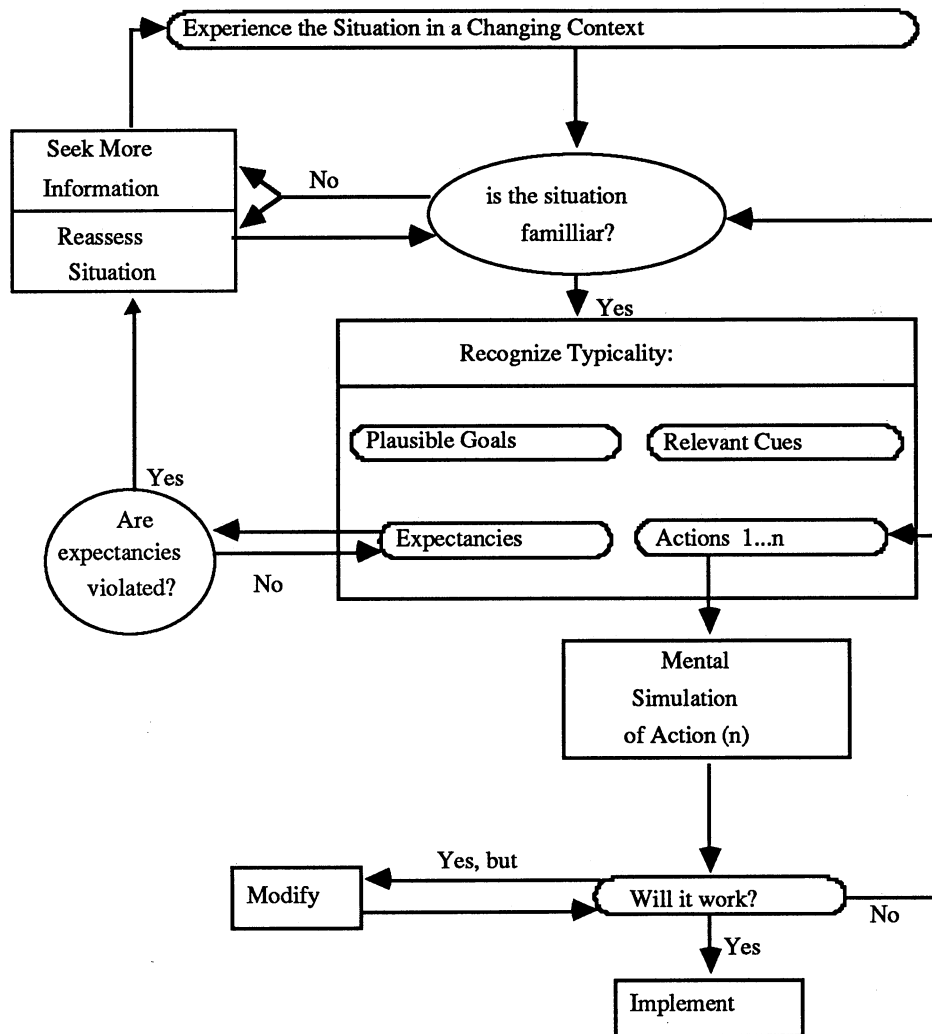 Experience the Situation in a Changing Context
Seek More
Information
No
is the situation
familliar?
Reassess
Situation
Yes
Recognize Typicality:
Plausible Goals
Relevant Cues
Yes
Are
expectancies
violated?
Expectancies
Actions 1...n
No
Mental
Simulation
of Action (n)
Yes, but
Modify
Will it work?
No
Yes
Implement